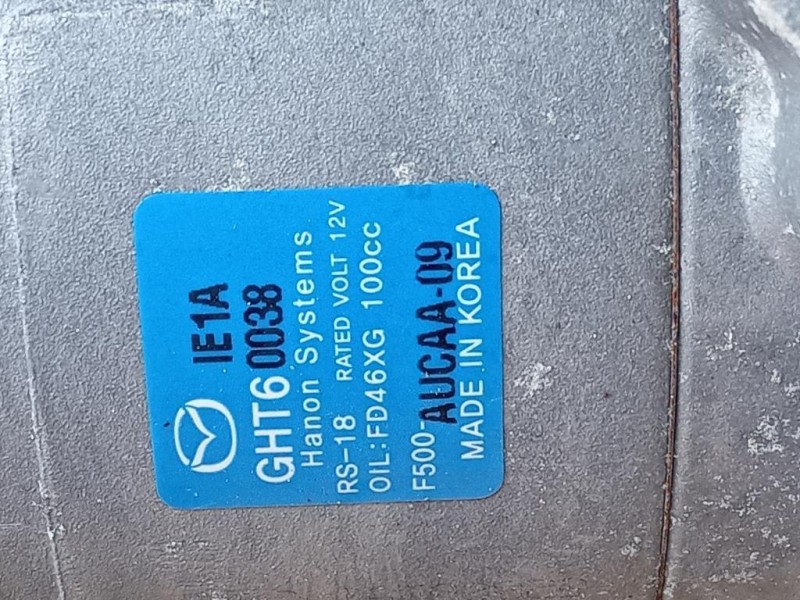 IE1A
GHT6 0038
Hanon Systems
RS-18 RATED VOLT 12V
OIL:FD46XG 100cc
F500-AUCAA-09
MADE IN KOREA